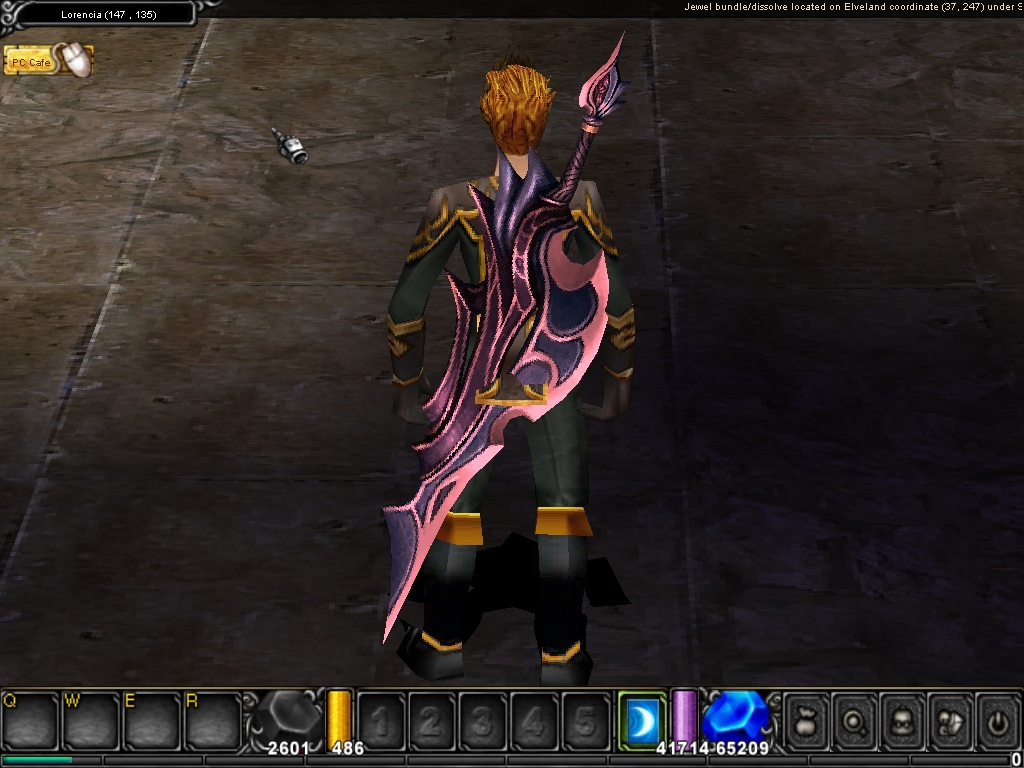 Lorencia (147 , 135)
Jewel bundle/dissolve located on Elveland coordinate (37, 247) under S
PC Cafe
Q W E R
1 2 3 4 5
2601 486 41714 65209
0